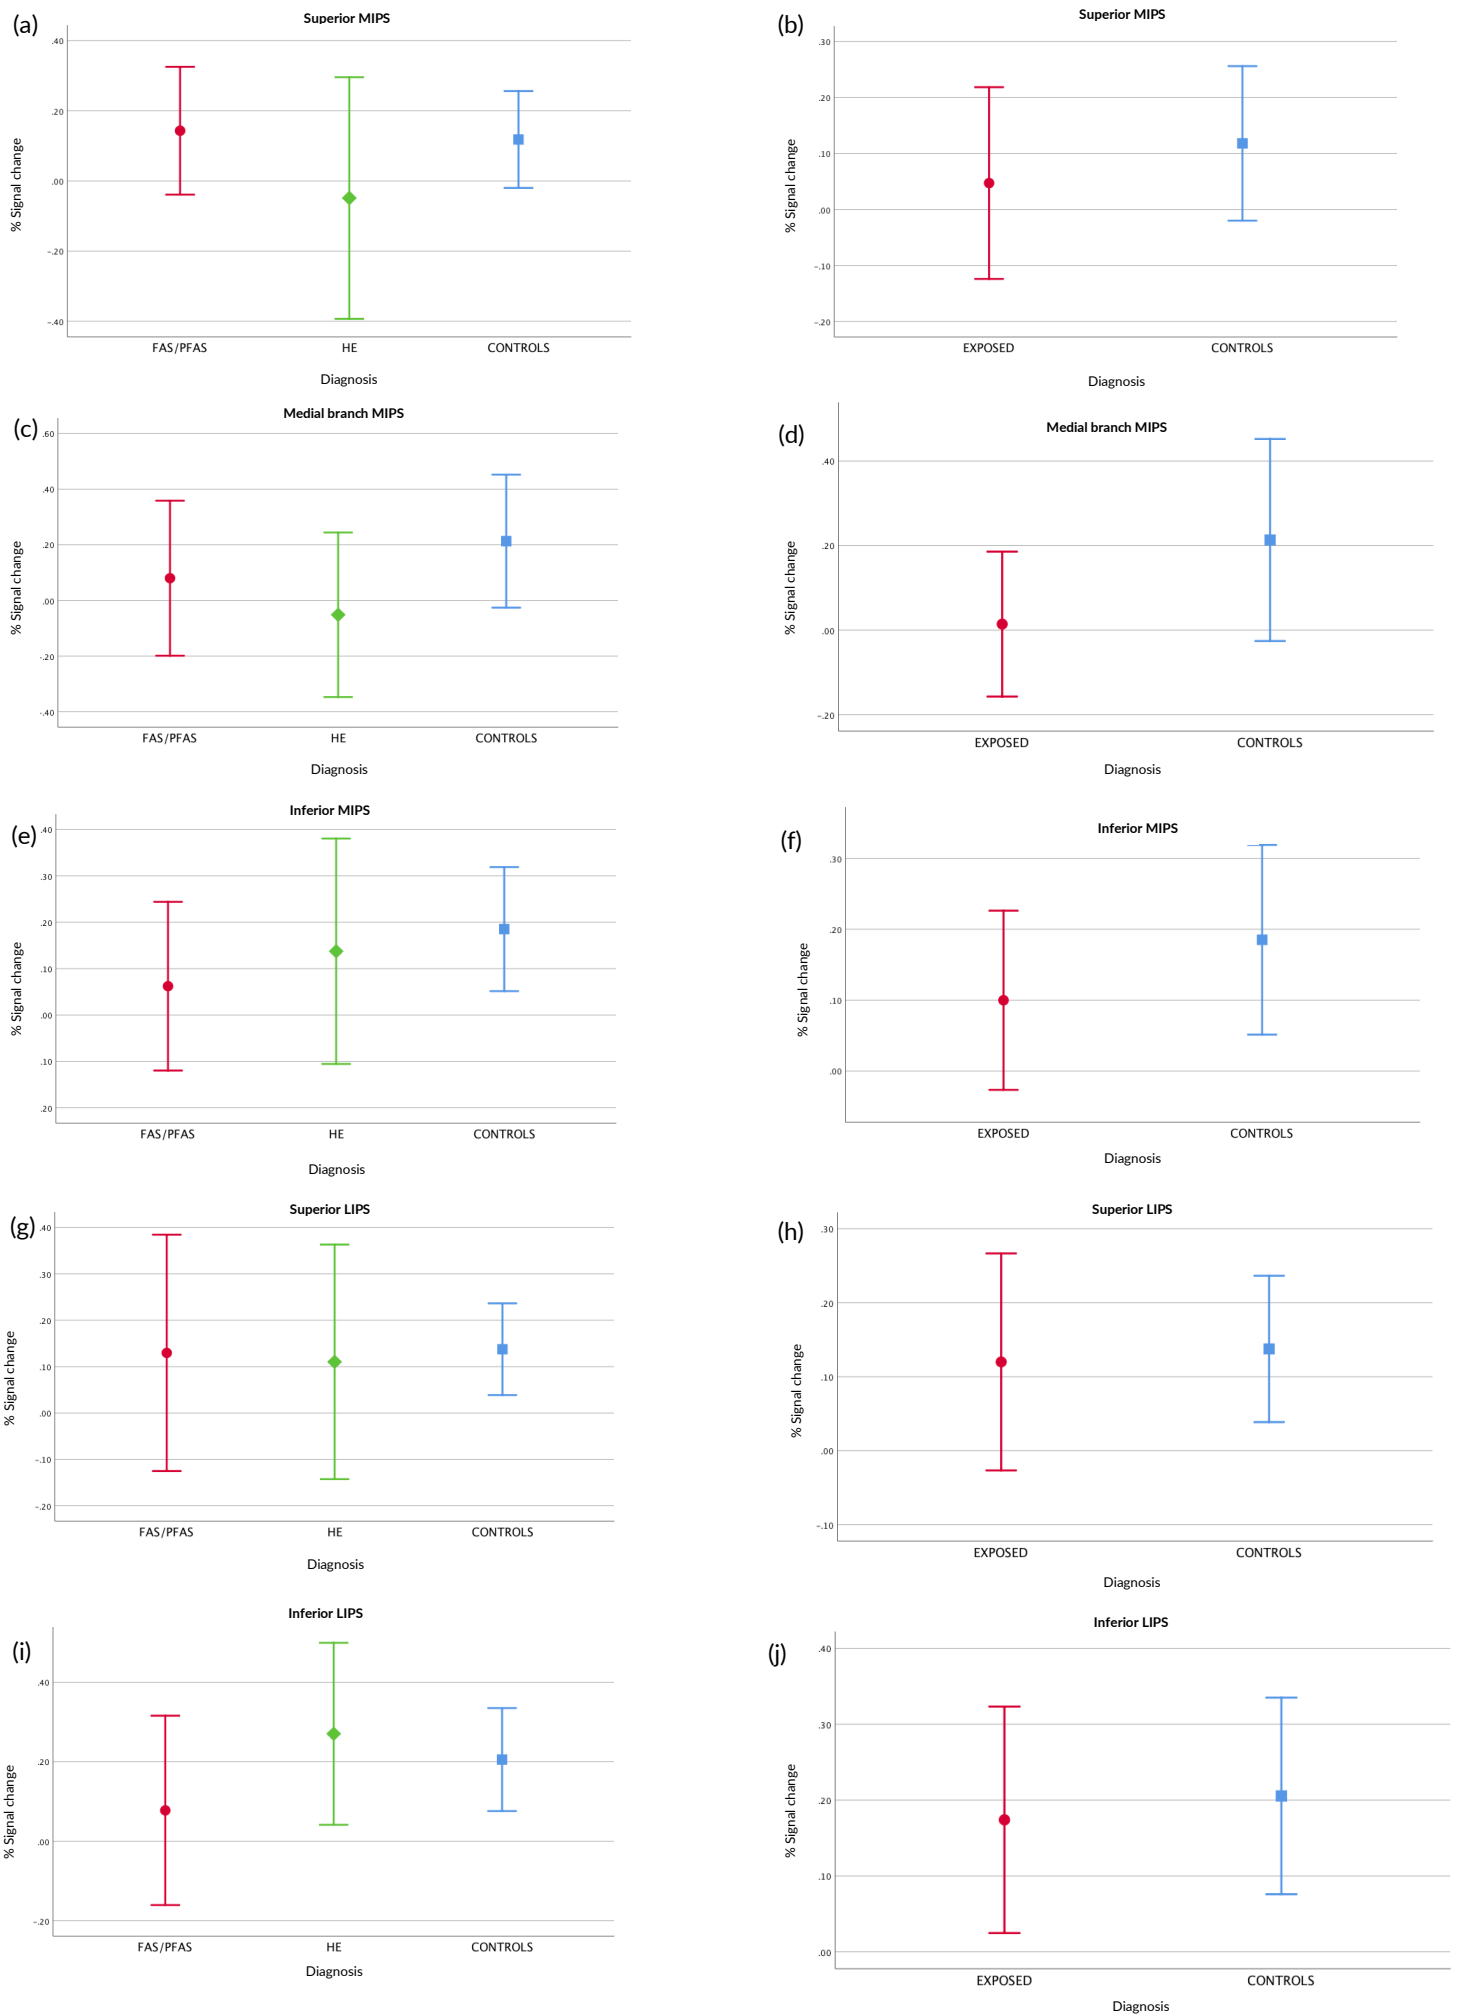 (a)
Superior MIPS
.40
.20
.00
-.20
-.40
% Signal change
FAS/PFAS HE CONTROLS
Diagnosis
(b)
Superior MIPS
.30
.20
.10
.00
-.10
-.20
% Signal change
EXPOSED CONTROLS
Diagnosis
(c)
Medial branch MIPS
.60
.40
.20
.00
-.20
-.40
% Signal change
FAS/PFAS HE CONTROLS
Diagnosis
(d)
Medial branch MIPS
.40
.20
.00
-.20
% Signal change
EXPOSED CONTROLS
Diagnosis
(e)
Inferior MIPS
.40
.30
.20
.10
.00
.10
.20
% Signal change
FAS/PFAS HE CONTROLS
Diagnosis
(f)
Inferior MIPS
.30
.20
.10
.00
% Signal change
EXPOSED CONTROLS
Diagnosis
(g)
Superior LIPS
.40
.30
.20
.10
.00
-.10
-.20
% Signal change
FAS/PFAS HE CONTROLS
Diagnosis
(h)
Superior LIPS
.30
.20
.10
.00
-.10
% Signal change
EXPOSED CONTROLS
Diagnosis
(i)
Inferior LIPS
.40
.20
.00
-.20
% Signal change
FAS/PFAS HE CONTROLS
Diagnosis
(j)
Inferior LIPS
.40
.30
.20
.10
.00
% Signal change
EXPOSED CONTROLS
Diagnosis